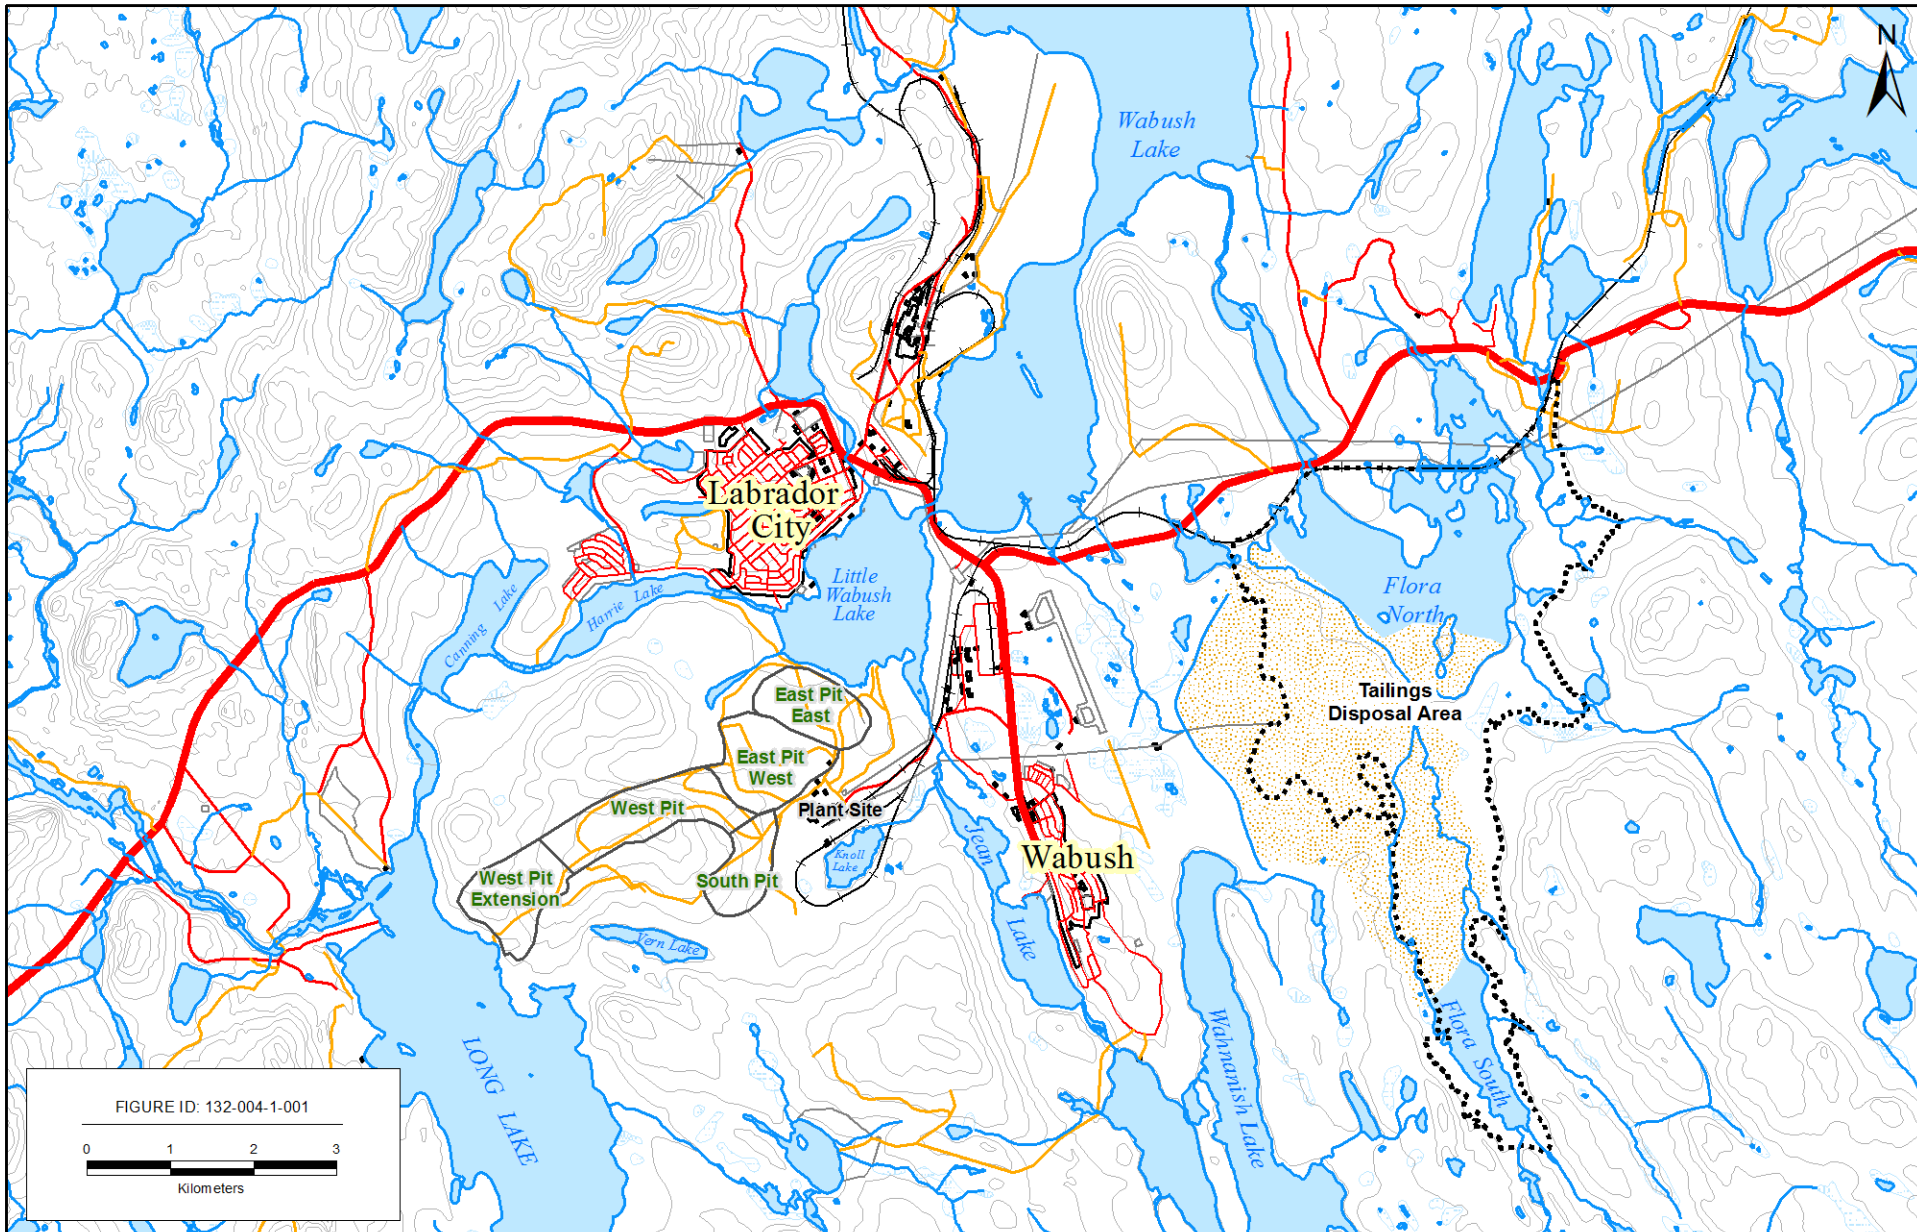 N
Wabush
Lake
Labrador
City
Little
Wabush
Lake
Harrie Lake
Canning Lake
Flora
North
Tailings
Disposal Area
East Pit
East
East Pit
West
West Pit
Plant Site
Knoll
Lake
South Pit
West Pit
Extension
Vern Lake
Jean Lake
Wabush
LONG LAKE
Wahnanish Lake
Flora South
FIGURE ID: 132-004-1-001
0 1 2 3
Kilometers